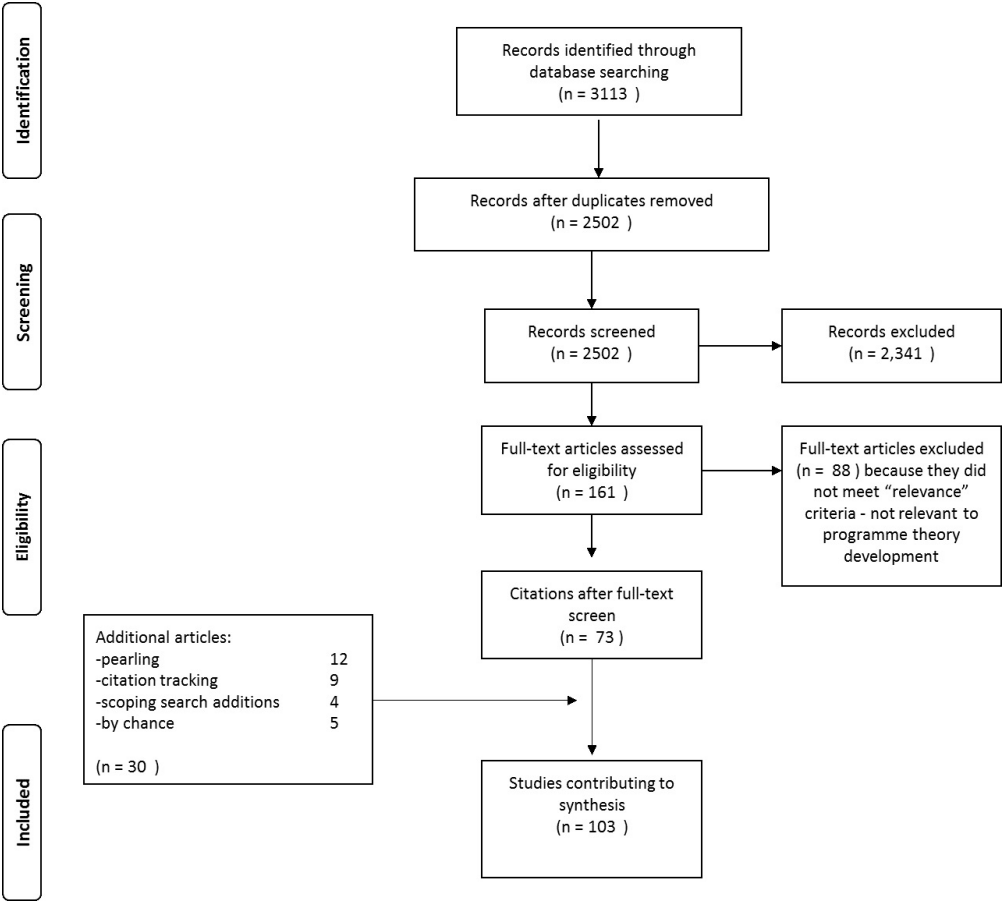 Identification
Records identified through
database searching
(n = 3113  )
Records after duplicates removed
(n = 2502  )
Screening
Records screened
(n = 2502  )
Records excluded
(n = 2,341  )
Eligibility
Full-text articles assessed
for eligibility
(n = 161  )
Full-text articles excluded
(n =  88 ) because they did
not meet “relevance”
criteria - not relevant to
programme theory
development
Citations after full-text
screen
(n =  73  )
Additional articles:
-pearling 12
-citation tracking 9
-scoping search additions 4
-by chance 5
(n = 30  )
Included
Studies contributing to
synthesis
(n = 103  )